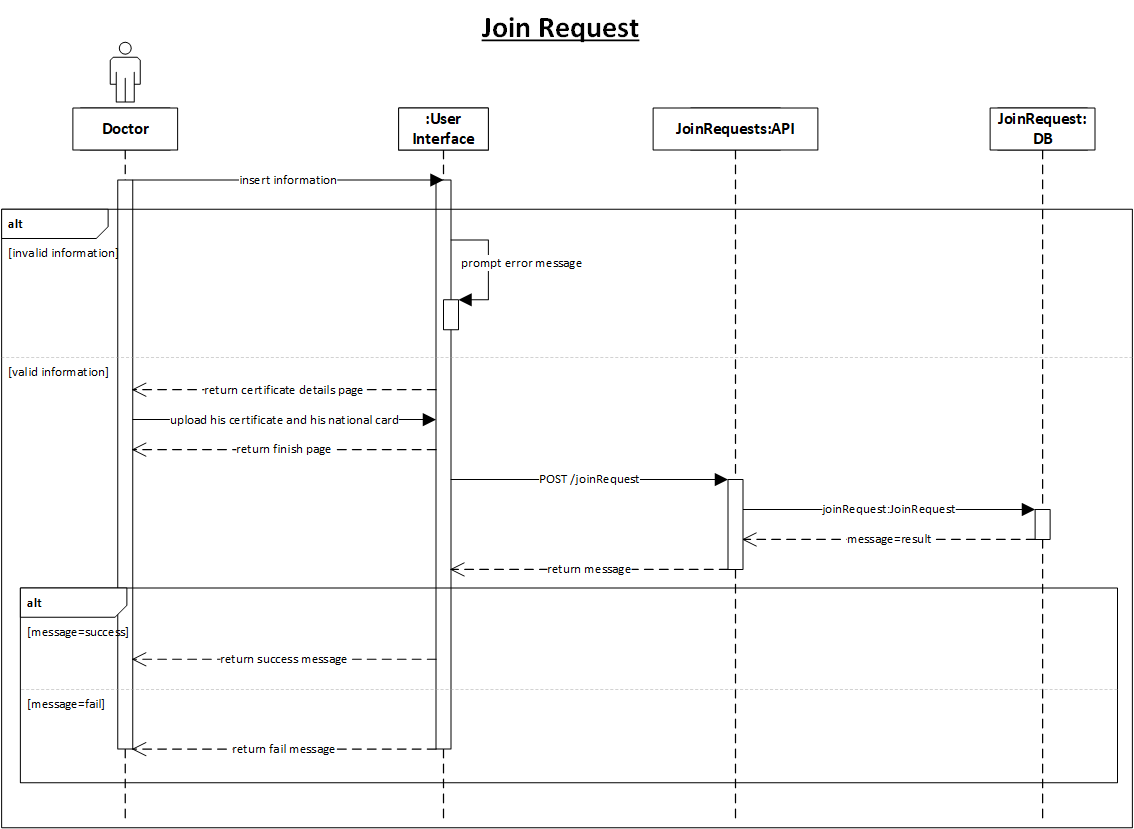 Join Request
Doctor
:User
Interface
JoinRequests:API
JoinRequest:
DB
insert information
alt
[invalid information]
prompt error message
[valid information]
return certificate details page
upload his certificate and his national card
return finish page
POST /joinRequest
joinRequest:JoinRequest
message=result
return message
alt
[message=success]
return success message
[message=fail]
return fail message